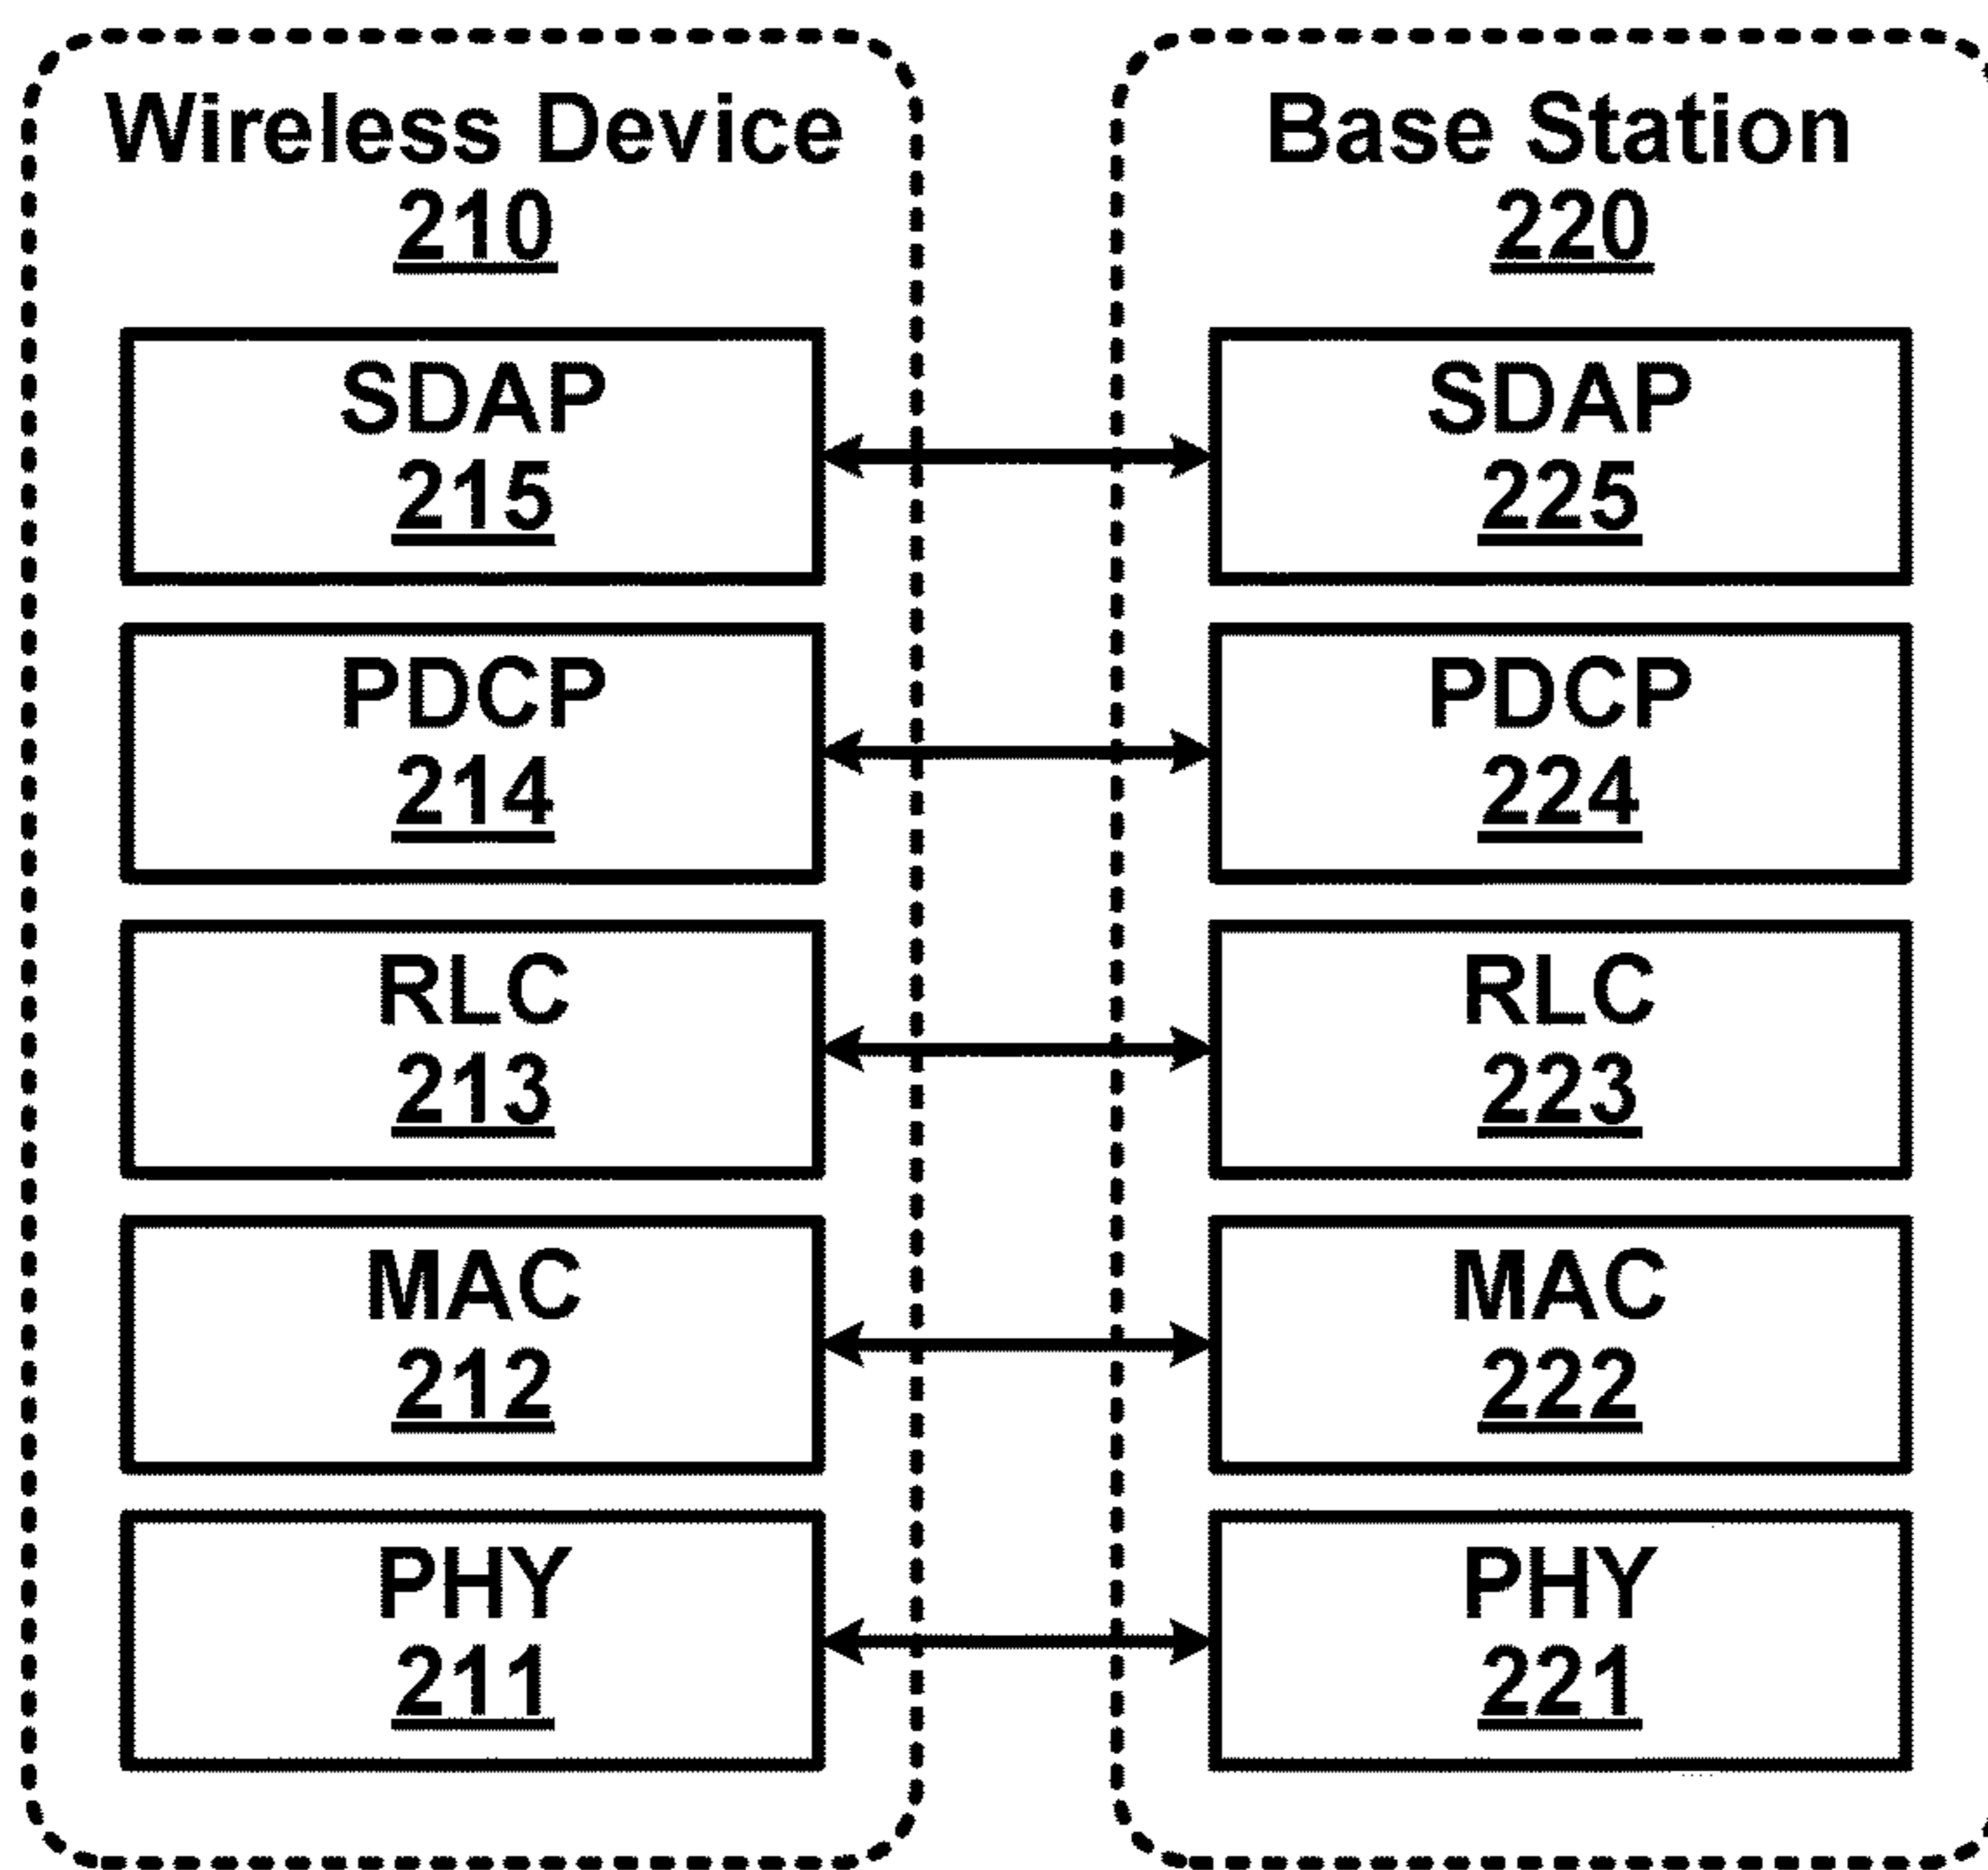 Wireless Device
210
SDAP
215
PDCP
214
RLC
213
MAC
212
PHY
211
Base Station
220
SDAP
225
PDCP
224
RLC
223
MAC
222
PHY
221